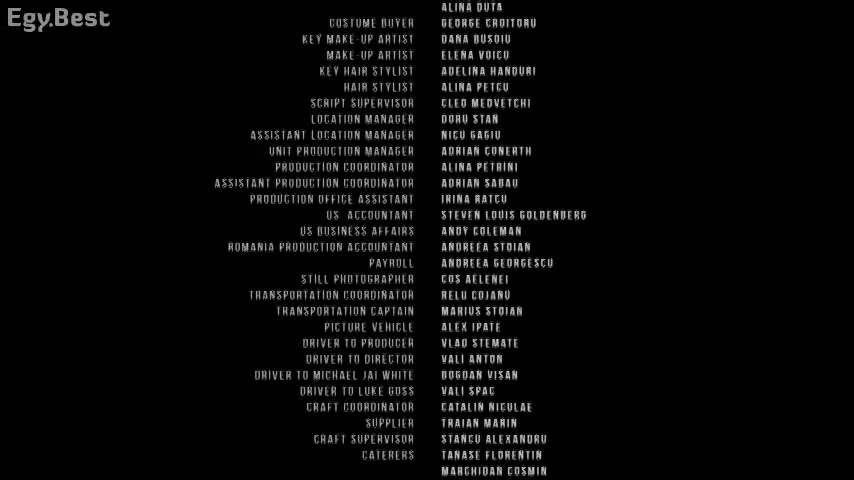 Egy.Best
ALINA DUTA
COSTUME BUYER GEORGE CROITORU
KEY MAKE-UP ARTIST DANA BUSOIU
MAKE-UP ARTIST ELENA VOICU
KEY HAIR STYLIST ADELINA HANDURI
HAIR STYLIST ALINA PETCU
SCRIPT SUPERVISOR CLEO MEDVETCHI
LOCATION MANAGER DORU STAN
ASSISTANT LOCATION MANAGER NICU GAGIU
UNIT PRODUCTION MANAGER ADRIAN CONERTH
PRODUCTION COORDINATOR ALINA PETRINI
ASSISTANT PRODUCTION COORDINATOR ADRIAN SABAU
PRODUCTION OFFICE ASSISTANT IRINA RATCU
US ACCOUNTANT STEVEN LOUIS GOLDENBERG
US BUSINESS AFFAIRS ANDY COLEMAN
ROMANIA PRODUCTION ACCOUNTANT ANDREEA STOIAN
PAYROLL ANDREEA GEORGESCU
STILL PHOTOGRAPHER COS AELENEI
TRANSPORTATION COORDINATOR RELU COJANU
TRANSPORTATION CAPTAIN MARIUS STOIAN
PICTURE VEHICLE ALEX IPATE
DRIVER TO PRODUCER VLAD STEMATE
DRIVER TO DIRECTOR VALI ANTON
DRIVER TO MICHAEL JAI WHITE BOGDAN VISAN
DRIVER TO LUKE GOSS VALI SPAC
CRAFT COORDINATOR CATALIN NICULAE
SUPPLIER TRAIAN MARIN
CRAFT SUPERVISOR STANCU ALEXANDRU
CATERERS TANASE FLORENTIN
MARGHIDAN COSMIN